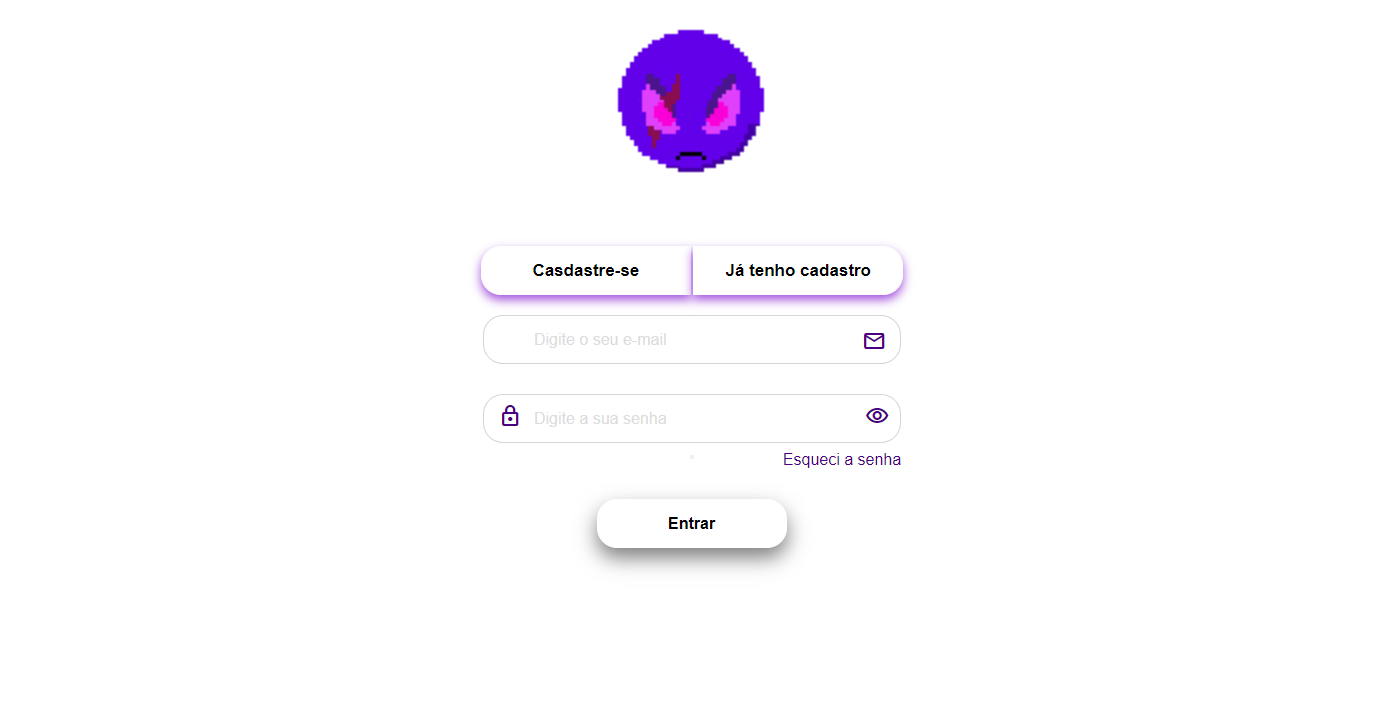 Casdastre-se Já tenho cadastro
Digite o seu e-mail
Digite a sua senha
Esqueci a senha
Entrar